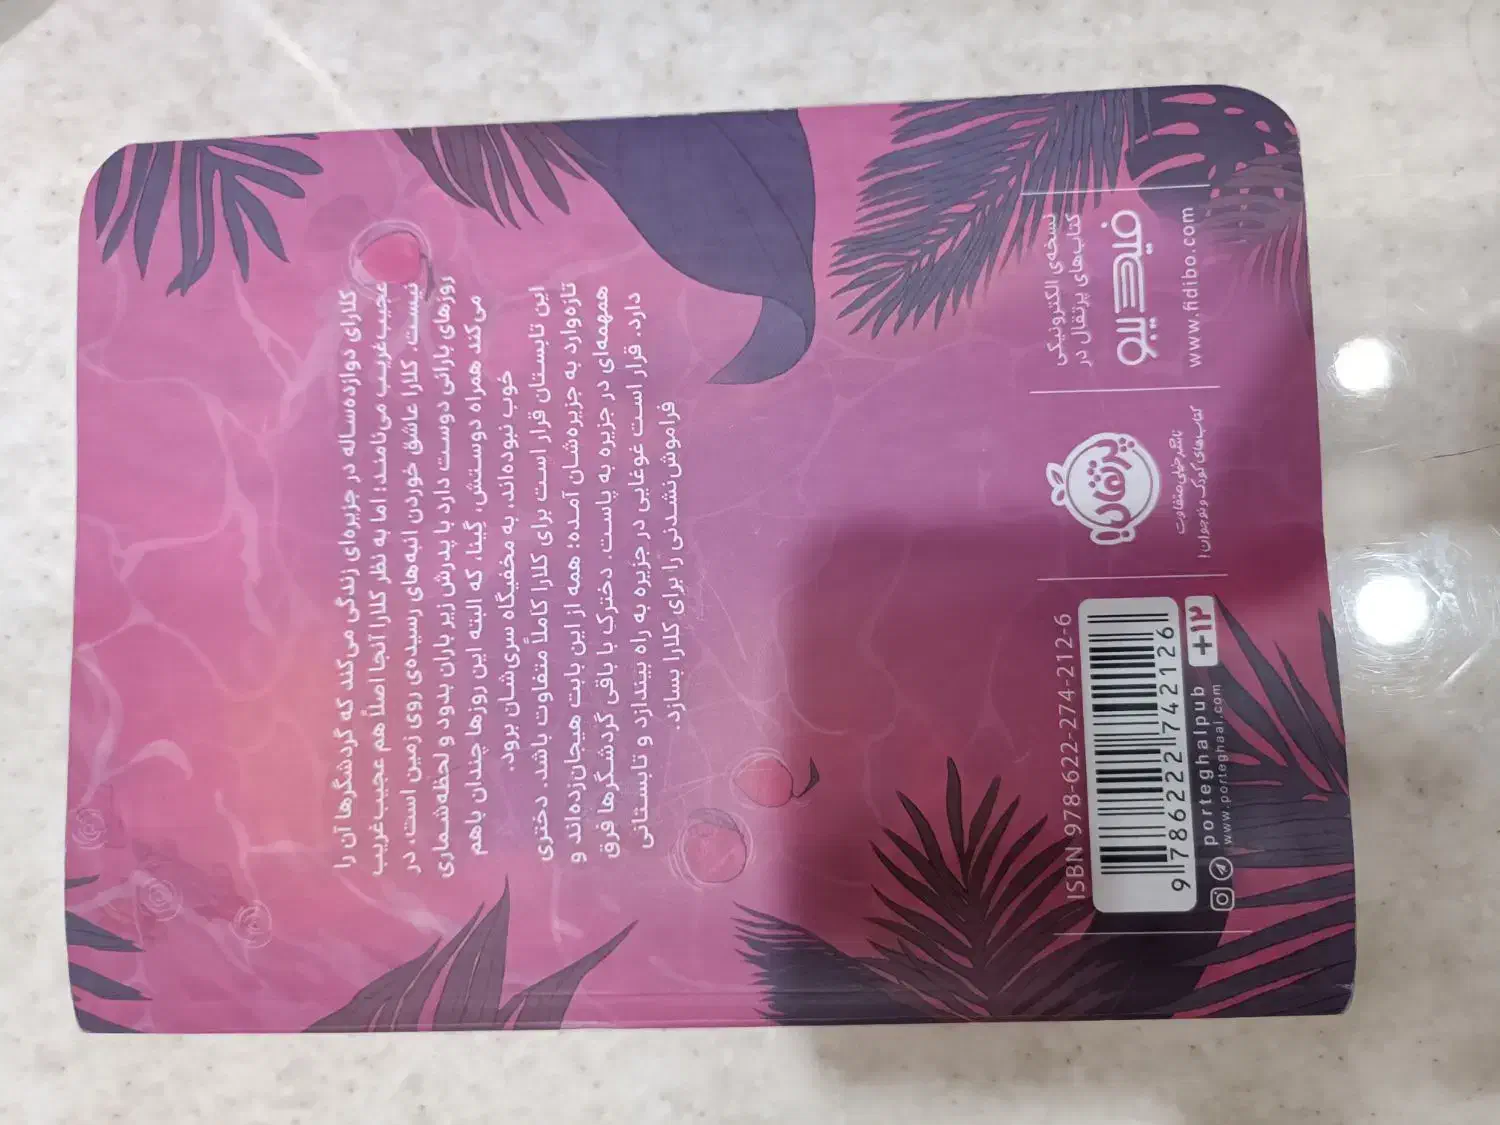 کلارای دوازده‌ساله در جزیره‌ای زندگی می‌کند که گردشگرها آن را
عجیب‌غریب می‌نامند؛ اما به نظر کلارا آنجا اصلاً هم عجیب‌غریب
نیست. کلارا عاشق خوردن انبه‌های رسیده‌ی روی زمین است. در
روزهای بارانی دوست دارد با پدرش زیر باران بدود و لحظه‌شماری
می‌کند همراه دوستش، گینا، که البته این روزها چندان باهم
خوب نبوده‌اند، به مخفیگاه سری‌شان برود.
این تابستان قرار است برای کلارا کاملاً متفاوت باشد. دختری
تازه‌وارد به جزیره‌شان آمده؛ همه از این بابت هیجان‌زده‌اند و
همهمه‌ای در جزیره به پاست. دخترک با باقی گردشگرها فرق
دارد. قرار است غوغایی در جزیره به راه بیندازد و تابستانی
فراموش‌نشدنی را برای کلارا بسازد.
ISBN 978-622-274-212-6
9 786222 742126
+۱۲
porteghalpub
www.porteghaal.com
پرتقال
ناشر خیلی متفاوت
کتاب‌های کودک و نوجوان!
نسخه‌ی الکترونیکی
کتاب‌های پرتقال در
فیدیبو
www.fidibo.com